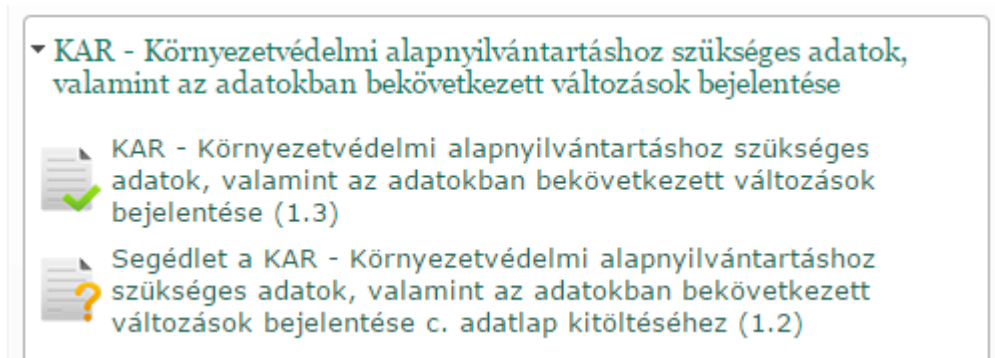 KAR - Környezetvédelmi alapnyilvántartáshoz szükséges adatok,
valamint az adatokban bekövetkezett változások bejelentése
KAR - Környezetvédelmi alapnyilvántartáshoz szükséges
adatok, valamint az adatokban bekövetkezett változások
bejelentése (1.3)
Segédlet a KAR - Környezetvédelmi alapnyilvántartáshoz
szükséges adatok, valamint az adatokban bekövetkezett
változások bejelentése c. adatlap kitöltéséhez (1.2)